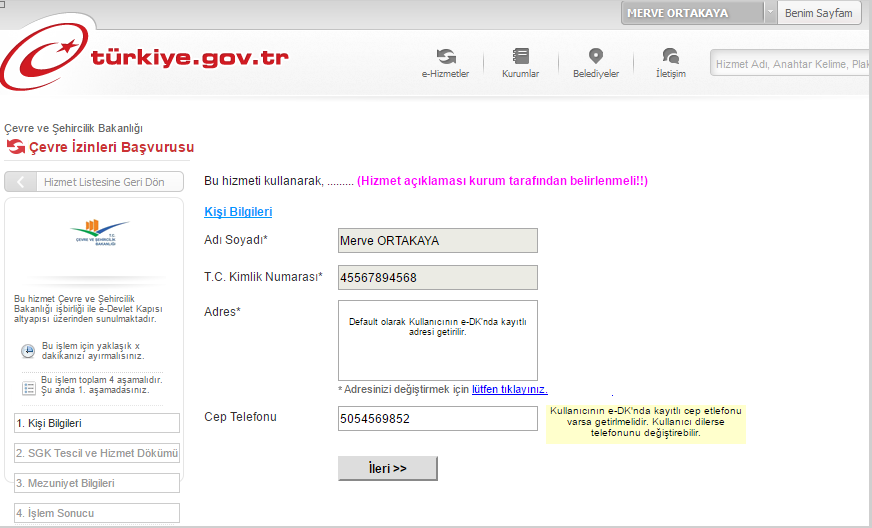 MERVE ORTAKAYA
Benim Sayfam
türkiye.gov.tr
e-Hizmetler
Kurumlar
Belediyeler
İletişim
Hizmet Adı, Anahtar Kelime, Plak
Çevre ve Şehircilik Bakanlığı
Çevre İzinleri Başvurusu
Hizmet Listesine Geri Dön
T.C.
ÇEVRE VE ŞEHİRCİLİK
BAKANLIĞI
Bu hizmet Çevre ve Şehircilik
Bakanlığı işbirliği ile e-Devlet Kapısı
altyapısı üzerinden sunulmaktadır.
Bu işlem için yaklaşık x
dakikanızı ayırmalısınız.
Bu işlem toplam 4 aşamalıdır.
Şu anda 1. aşamadasınız.
1. Kişi Bilgileri
2. SGK Tescil ve Hizmet Dökümü
3. Mezuniyet Bilgileri
4. İşlem Sonucu
Bu hizmeti kullanarak, ......... (Hizmet açıklaması kurum tarafından belirlenmeli!!)
Kişi Bilgileri
Adı Soyadı*
Merve ORTAKAYA
T.C. Kimlik Numarası*
45567894568
Adres*
Default olarak Kullanıcının e-DK'nda kayıtlı
adresi getirilir.
* Adresinizi değiştirmek için lütfen tıklayınız.
Cep Telefonu
5054569852
Kullanıcının e-DK'nda kayıtlı cep etlefonu
varsa getirlmelidir. Kullanıcı dilerse
telefonunu değiştirebilir.
İleri >>